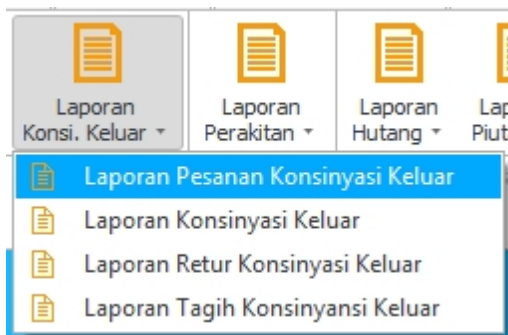 Laporan
Konsi. Keluar
Laporan
Perakitan
Laporan
Hutang
Laporan Pesanan Konsinyasi Keluar
Laporan Konsinyasi Keluar
Laporan Retur Konsinyasi Keluar
Laporan Tagih Konsinyansi Keluar